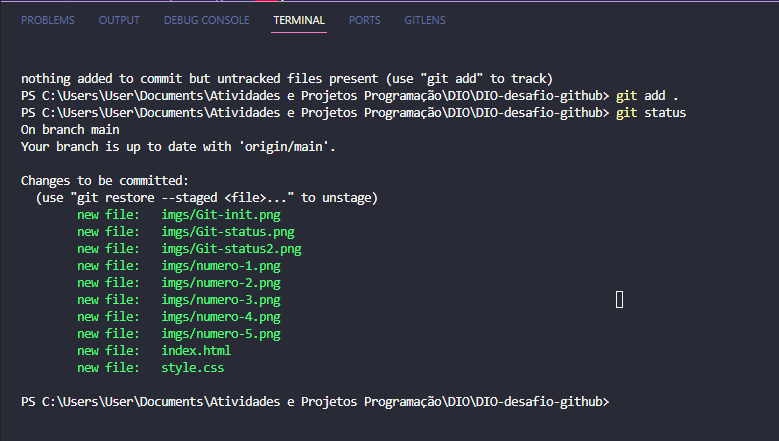 PROBLEMS OUTPUT DEBUG CONSOLE TERMINAL PORTS GITLENS
nothing added to commit but untracked files present (use "git add" to track)
PS C:\Users\User\Documents\Atividades e Projetos Programação\DIO\DIO-desafio-github> git add .
PS C:\Users\User\Documents\Atividades e Projetos Programação\DIO\DIO-desafio-github> git status
On branch main
Your branch is up to date with 'origin/main'.
Changes to be committed:
(use "git restore --staged <file>..." to unstage)
new file: imgs/Git-init.png
new file: imgs/Git-status.png
new file: imgs/Git-status2.png
new file: imgs/numero-1.png
new file: imgs/numero-2.png
new file: imgs/numero-3.png
new file: imgs/numero-4.png
new file: imgs/numero-5.png
new file: index.html
new file: style.css
PS C:\Users\User\Documents\Atividades e Projetos Programação\DIO\DIO-desafio-github>